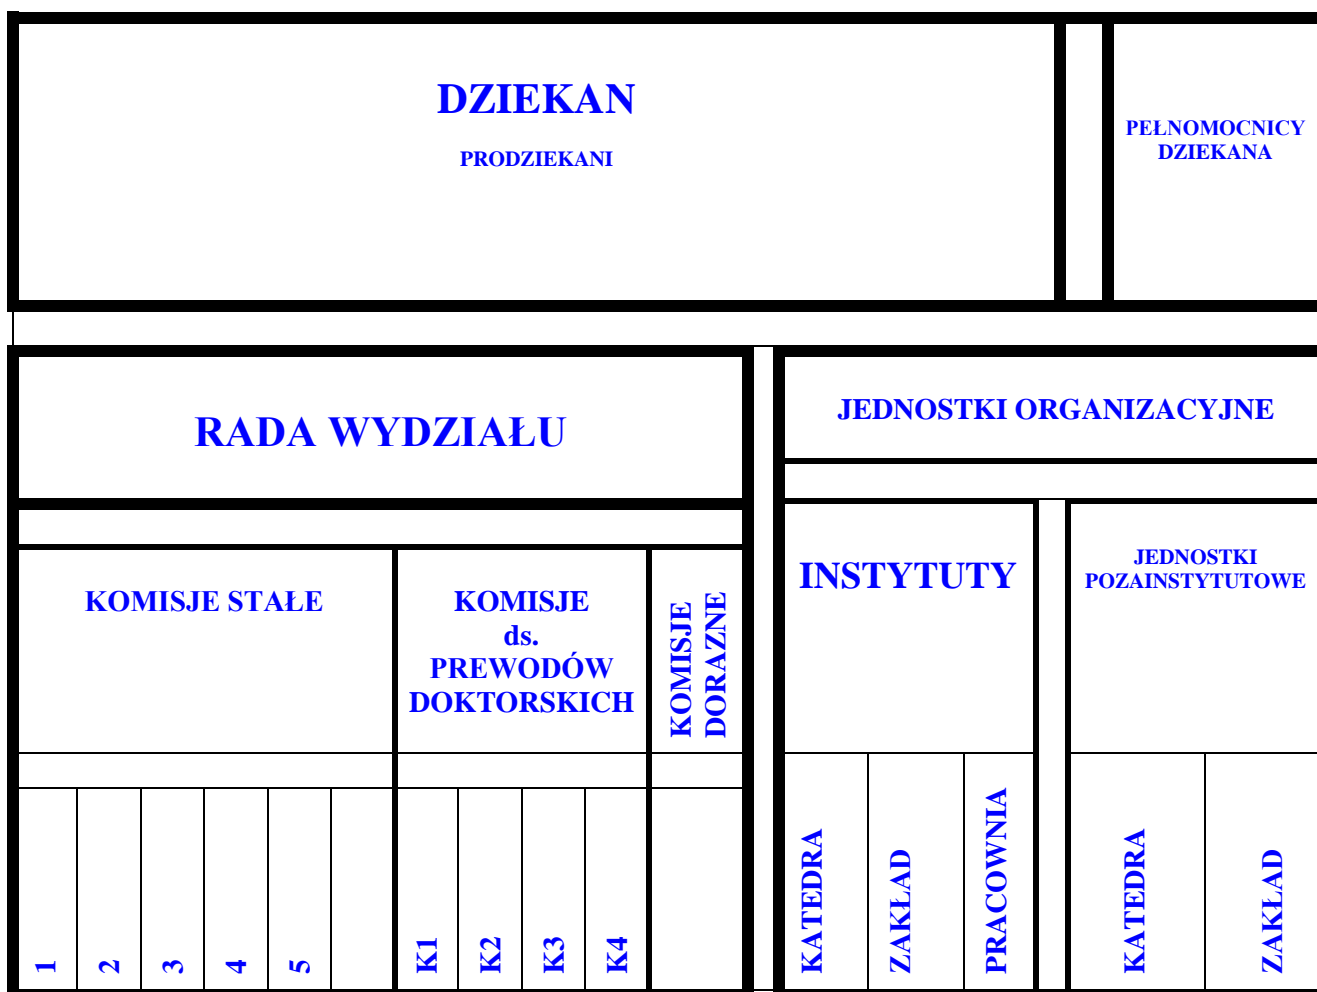 DZIEKAN
PRODZIEKANI
PEŁNOMOCNICY
DZIEKANA
RADA WYDZIAŁU
JEDNOSTKI ORGANIZACYJNE
KOMISJE STAŁE
KOMISJE
ds.
PREWODÓW
DOKTORSKICH
KOMISJE
DORAZNE
INSTYTUTY
JEDNOSTKI
POZAINSTYTUTOWE
1
2
3
4
5
K1
K2
K3
K4
KATEDRA
ZAKŁAD
PRACOWNIA
KATEDRA
ZAKŁAD